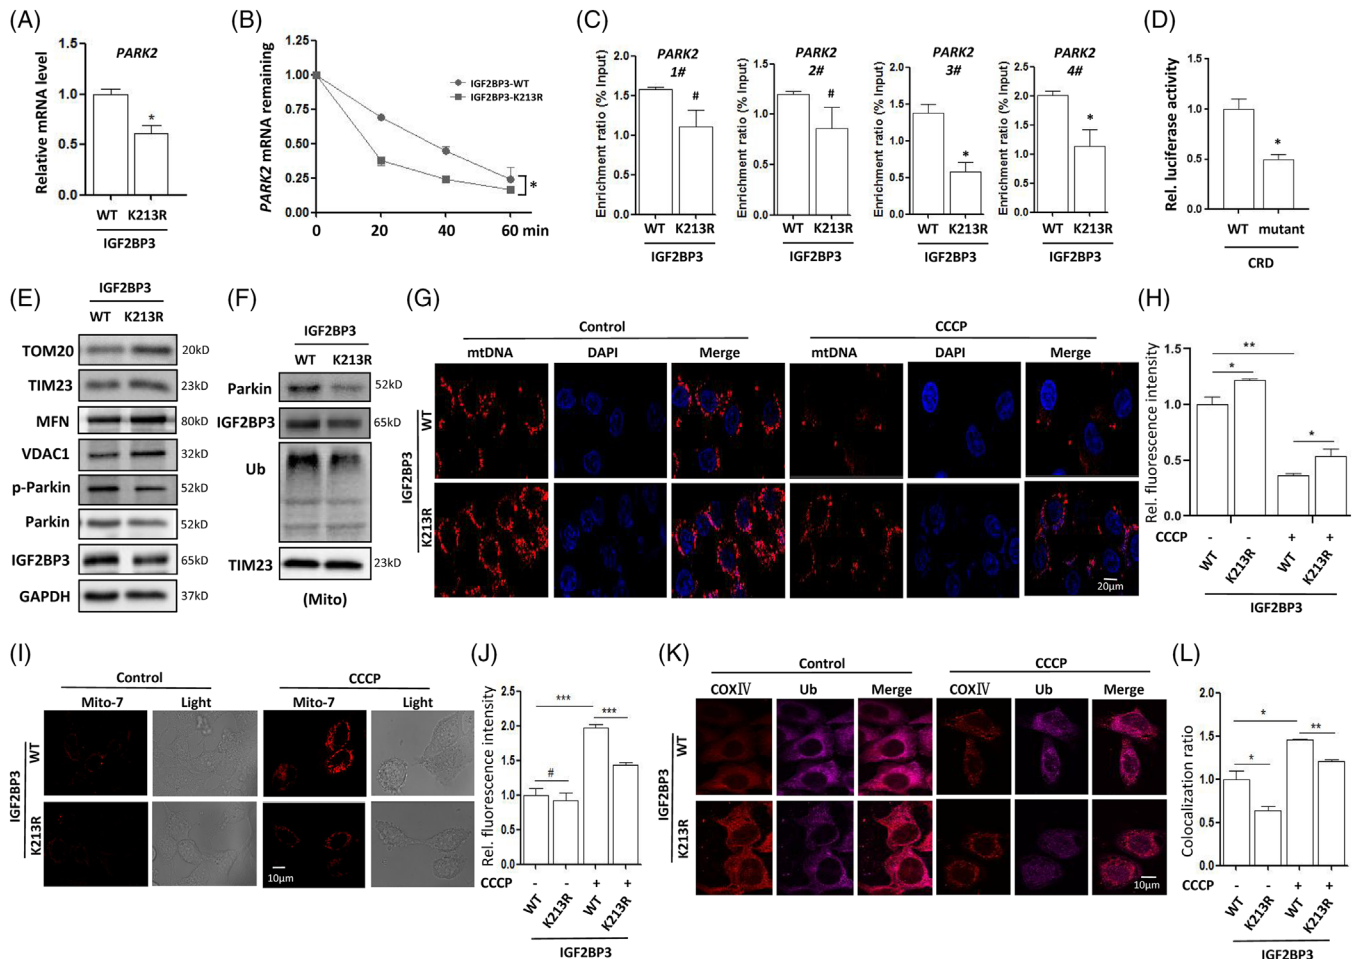 (A)
PARK2
Relative mRNA level
1.5
1.0
0.5
0.0
*
WT K213R
IGF2BP3
(B)
PARK2 mRNA remaining
1.25
1.00
0.75
0.50
0.25
0.00
IGF2BP3-WT
IGF2BP3-K213R
*
0 20 40 60 min
(C)
PARK2
1#
Enrichment ratio (% Input)
2.0
1.5
1.0
0.5
0.0
#
WT K213R
IGF2BP3
PARK2
2#
Enrichment ratio (% Input)
1.5
1.0
0.5
0.0
#
WT K213R
IGF2BP3
PARK2
3#
Enrichment ratio (% Input)
2.0
1.5
1.0
0.5
0.0
*
WT K213R
IGF2BP3
PARK2
4#
Enrichment ratio (% Input)
2.5
2.0
1.5
1.0
0.5
0.0
*
WT K213R
IGF2BP3
(D)
Rel. luciferase activity
1.5
1.0
0.5
0.0
*
WT mutant
CRD
(E)
IGF2BP3
WT K213R
TOM20 20kD
TIM23 23kD
MFN 80kD
VDAC1 32kD
p-Parkin 52kD
Parkin 52kD
IGF2BP3 65kD
GAPDH 37kD
(F)
IGF2BP3
WT K213R
Parkin 52kD
IGF2BP3 65kD
Ub
TIM23 23kD
(Mito)
(G)
Control CCCP
mtDNA DAPI Merge mtDNA DAPI Merge
IGF2BP3
WT
K213R
20μm
(H)
Rel. fluorescence intensity
1.5
1.0
0.5
0.0
**
*
*
CCCP - - + +
WT K213R WT K213R
IGF2BP3
(I)
Control CCCP
Mito-7 Light Mito-7 Light
IGF2BP3
WT
K213R
10μm
(J)
Rel. fluorescence intensity
2.5
2.0
1.5
1.0
0.5
0.0
*** ***
#
CCCP - - + +
WT K213R WT K213R
IGF2BP3
(K)
Control CCCP
COXⅣ Ub Merge COXⅣ Ub Merge
IGF2BP3
WT
K213R
10μm
(L)
Colocalization ratio
2.0
1.5
1.0
0.5
0.0
*
**
*
CCCP - - + +
WT K213R WT K213R
IGF2BP3